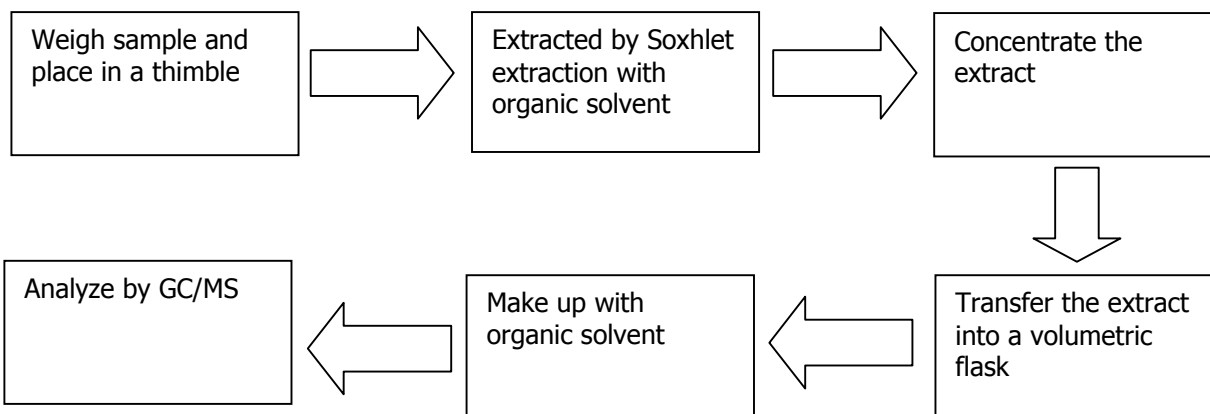 Weigh sample and
place in a thimble
Extracted by Soxhlet
extraction with
organic solvent
Concentrate the
extract
Transfer the extract
into a volumetric
flask
Make up with
organic solvent
Analyze by GC/MS